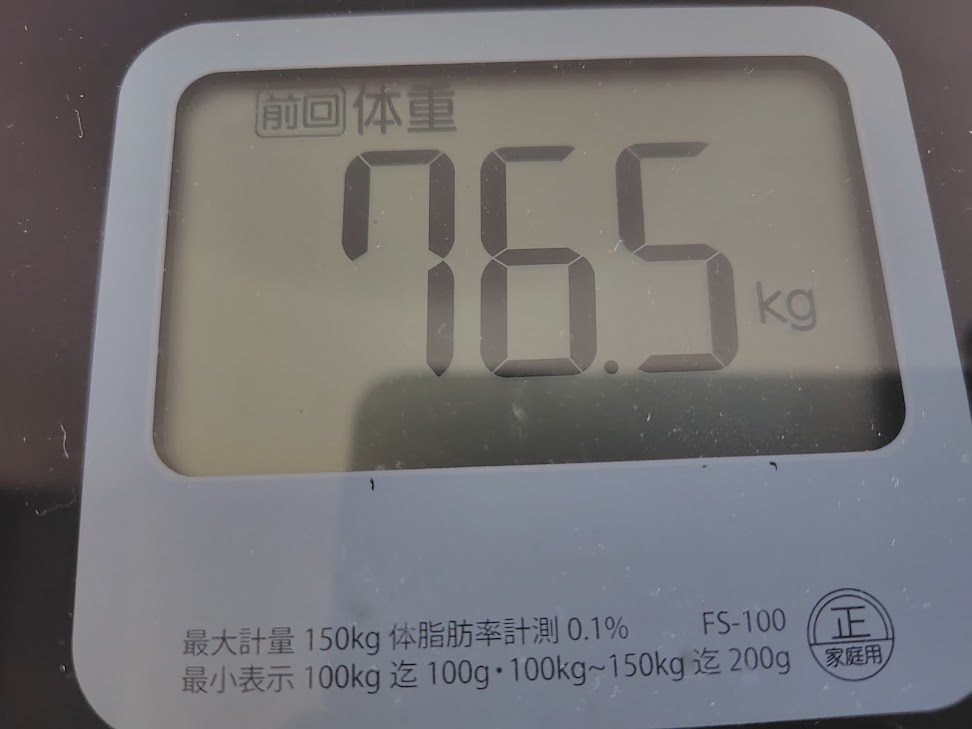 前回 体重
76.5 kg
最大計量 150kg 体脂肪率計測 0.1% FS-100
最小表示 100kg 迄 100g・100kg~150kg 迄 200g
正
家庭用